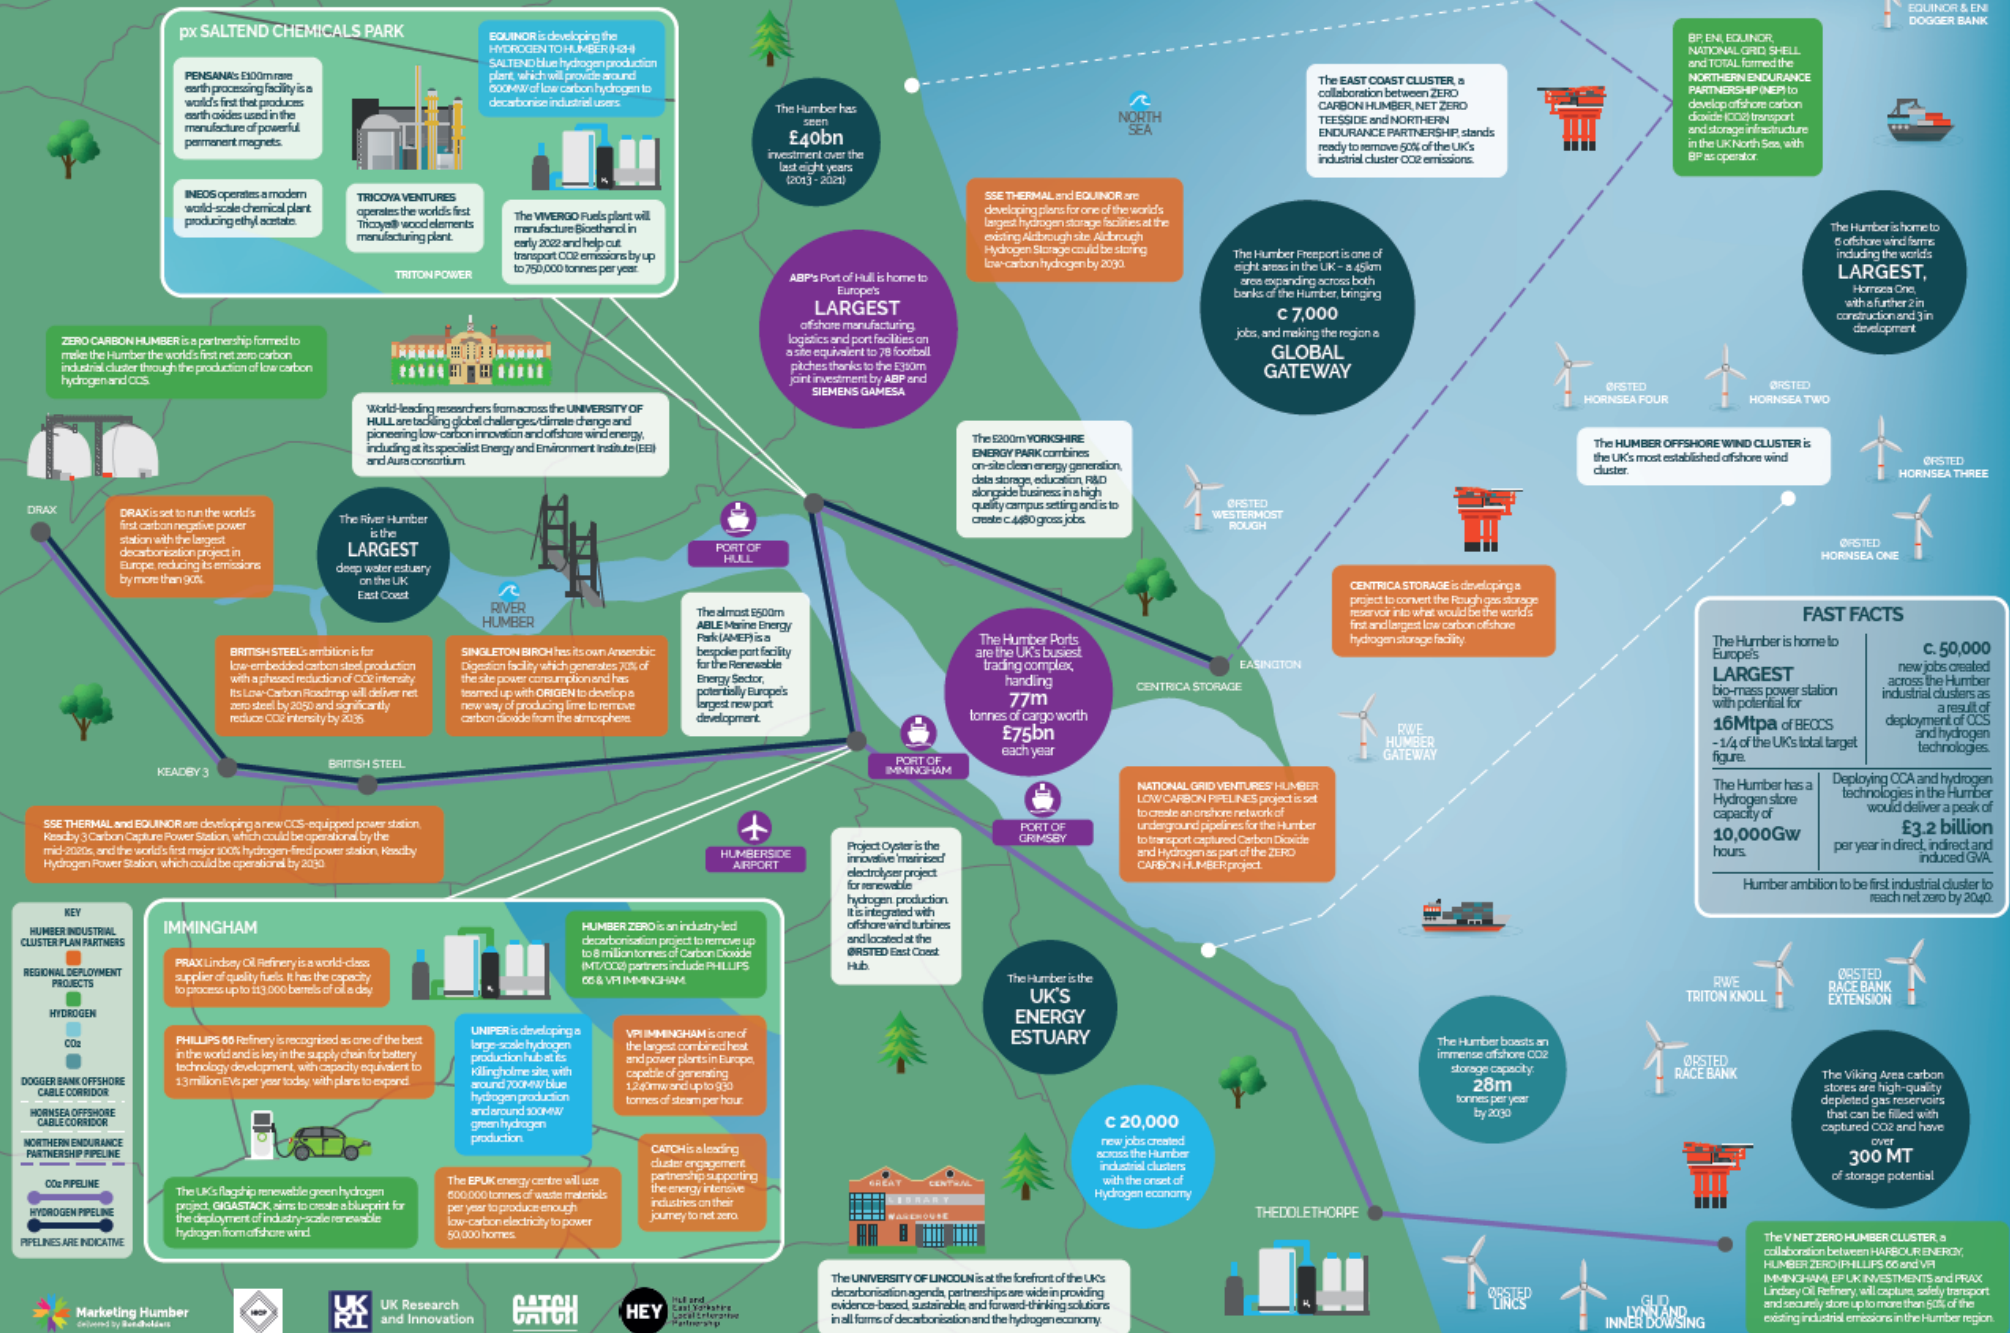 px SALTEND CHEMICALS PARK
PENSANA's £100m rare
earth processing facility is a
world's first that produces
earth oxides used in the
manufacture of powerful
permanent magnets.
INEOS operates a modern
world-scale chemical plant
producing ethyl acetate.
TRICOYA VENTURES
operates the world's first
Tricoya® wood elements
manufacturing plant.
EQUINOR is developing the
HYDROGEN TO HUMBER (H2H)
SALTEND blue hydrogen production
plant, which will provide around
600MW of low carbon hydrogen to
decarbonise industrial users.
The VIVERGO Fuels plant will
manufacture Bioethanol in
early 2022 and help cut
transport CO2 emissions by up
to 750,000 tonnes per year.
TRITON POWER
The Humber has
seen
£40bn
investment over the
last eight years
(2013 - 2021)
NORTH
SEA
The EAST COAST CLUSTER, a
collaboration between ZERO
CARBON HUMBER, NET ZERO
TEESSIDE and NORTHERN
ENDURANCE PARTNERSHIP, stands
ready to remove 50% of the UK's
industrial cluster CO2 emissions.
EQUINOR & ENI
DOGGER BANK
BP, ENI, EQUINOR,
NATIONAL GRID, SHELL
and TOTAL formed the
NORTHERN ENDURANCE
PARTNERSHIP (NEP) to
develop offshore carbon
dioxide (CO2) transport
and storage infrastructure
in the UK North Sea, with
BP as operator.
SSE THERMAL and EQUINOR are
developing plans for one of the world's
largest hydrogen storage facilities at the
existing Aldbrough site. Aldbrough
Hydrogen Storage could be storing
low-carbon hydrogen by 2030.
ABP's Port of Hull is home to
Europe's
LARGEST
offshore manufacturing,
logistics and port facilities on
a site equivalent to 78 football
pitches thanks to the £310m
joint investment by ABP and
SIEMENS GAMESA
The Humber Freeport is one of
eight areas in the UK - a 45km
area expanding across both
banks of the Humber, bringing
c 7,000
jobs, and making the region a
GLOBAL
GATEWAY
The Humber is home to
6 offshore wind farms
including the world's
LARGEST,
Hornsea One,
with a further 2 in
construction and 3 in
development
ZERO CARBON HUMBER is a partnership formed to
make the Humber the world's first net zero carbon
industrial cluster through the production of low carbon
hydrogen and CCS.
World-leading researchers from across the UNIVERSITY OF
HULL are tackling global challenges/climate change and
pioneering low-carbon innovation and offshore wind energy,
including at its specialist Energy and Environment Institute (EEI)
and Aura consortium.
ØRSTED
HORNSEA FOUR
ØRSTED
HORNSEA TWO
The HUMBER OFFSHORE WIND CLUSTER is
the UK's most established offshore wind
cluster.
ØRSTED
HORNSEA THREE
ØRSTED
HORNSEA ONE
The £200m YORKSHIRE
ENERGY PARK combines
on-site clean energy generation,
data storage, education, R&D
alongside business in a high
quality campus setting and is to
create c.4480 gross jobs.
ØRSTED
WESTERMOST
ROUGH
DRAX
DRAX is set to run the world's
first carbon negative power
station with the largest
decarbonisation project in
Europe, reducing its emissions
by more than 90%.
The River Humber
is the
LARGEST
deep water estuary
on the UK
East Coast
RIVER
HUMBER
PORT OF
HULL
CENTRICA STORAGE is developing a
project to convert the Rough gas storage
reservoir into what would be the world's
first and largest low carbon offshore
hydrogen storage facility.
BRITISH STEEL's ambition is for
low-embedded carbon steel production
with a phased reduction of CO2 intensity.
Its Low-Carbon Roadmap will deliver net
zero steel by 2050 and significantly
reduce CO2 intensity by 2035.
SINGLETON BIRCH has its own Anaerobic
Digestion facility which generates 70% of
the site power consumption and has
teamed up with ORIGEN to develop a
new way of producing lime to remove
carbon dioxide from the atmosphere.
The almost £500m
ABLE Marine Energy
Park (AMEP) is a
bespoke port facility
for the Renewable
Energy Sector,
potentially Europe's
largest new port
development.
The Humber Ports
are the UK's busiest
trading complex,
handling
77m
tonnes of cargo worth
£75bn
each year
EASINGTON
CENTRICA STORAGE
RWE
HUMBER
GATEWAY
FAST FACTS
The Humber is home to
Europe's
LARGEST
bio-mass power station
with potential for
16Mtpa of BECCS
- 1/4 of the UK's total target
figure.
c. 50,000
new jobs created
across the Humber
industrial clusters as
a result of
deployment of CCS
and hydrogen
technologies.
The Humber has a
Hydrogen store
capacity of
10,000Gw
hours.
Deploying CCA and hydrogen
technologies in the Humber
would deliver a peak of
£3.2 billion
per year in direct, indirect and
induced GVA.
Humber ambition to be first industrial cluster to
reach net zero by 2040.
KEADBY 3
BRITISH STEEL
PORT OF
IMMINGHAM
PORT OF
GRIMSBY
HUMBERSIDE
AIRPORT
NATIONAL GRID VENTURES' HUMBER
LOW CARBON PIPELINES project is set
to create an onshore network of
underground pipelines for the Humber
to transport captured Carbon Dioxide
and Hydrogen as part of the ZERO
CARBON HUMBER project.
SSE THERMAL and EQUINOR are developing a new CCS-equipped power station,
Keadby 3 Carbon Capture Power Station, which could be operational by the
mid-2020s, and the world's first major 100% hydrogen-fired power station, Keadby
Hydrogen Power Station, which could be operational by 2030.
Project Oyster is the
innovative 'marinised'
electrolyser project
for renewable
hydrogen. production.
It is integrated with
offshore wind turbines
and located at the
ØRSTED East Coast
Hub.
KEY
HUMBER INDUSTRIAL
CLUSTER PLAN PARTNERS
REGIONAL DEPLOYMENT
PROJECTS
HYDROGEN
CO2
DOGGER BANK OFFSHORE
CABLE CORRIDOR
HORNSEA OFFSHORE
CABLE CORRIDOR
NORTHERN ENDURANCE
PARTNERSHIP PIPELINE
CO2 PIPELINE
HYDROGEN PIPELINE
PIPELINES ARE INDICATIVE
IMMINGHAM
PRAX Lindsey Oil Refinery is a world-class
supplier of quality fuels. It has the capacity
to process up to 113,000 barrels of oil a day.
HUMBER ZERO is an industry-led
decarbonisation project to remove up
to 8 million tonnes of Carbon Dioxide
(MT/CO2) partners include PHILLIPS
66 & VPI IMMINGHAM.
PHILLIPS 66 Refinery is recognised as one of the best
in the world and is key in the supply chain for battery
technology development, with capacity equivalent to
1.3 million EVs per year today, with plans to expand.
UNIPER is developing a
large-scale hydrogen
production hub at its
Killingholme site, with
around 700MW blue
hydrogen production
and around 100MW
green hydrogen
production.
VPI IMMINGHAM is one of
the largest combined heat
and power plants in Europe,
capable of generating
1,240mw and up to 930
tonnes of steam per hour.
CATCH is a leading
cluster engagement
partnership supporting
the energy intensive
industries on their
journey to net zero.
The UK's flagship renewable green hydrogen
project, GIGASTACK, aims to create a blueprint for
the deployment of industry-scale renewable
hydrogen from offshore wind.
The EPUK energy centre will use
600,000 tonnes of waste materials
per year to produce enough
low-carbon electricity to power
50,000 homes.
The Humber is the
UK'S
ENERGY
ESTUARY
c 20,000
new jobs created
across the Humber
industrial clusters
with the onset of
Hydrogen economy
The Humber boasts an
immense offshore CO2
storage capacity:
28m
tonnes per year
by 2030
RWE
TRITON KNOLL
ØRSTED
RACE BANK
EXTENSION
ØRSTED
RACE BANK
The Viking Area carbon
stores are high-quality
depleted gas reservoirs
that can be filled with
captured CO2 and have
over
300 MT
of storage potential
GREAT CENTRAL
LIBRARY
WAREHOUSE
THEDDLETHORPE
The UNIVERSITY OF LINCOLN is at the forefront of the UK's
decarbonisation agenda, partnerships are wide in providing
evidence-based, sustainable, and forward-thinking solutions
in all forms of decarbonisation and the hydrogen economy.
ØRSTED
LINCS
GLID
LYNN AND
INNER DOWSING
The V NET ZERO HUMBER CLUSTER, a
collaboration between HARBOUR ENERGY,
HUMBER ZERO (PHILLIPS 66 and VPI
IMMINGHAM), EP UK INVESTMENTS and PRAX
Lindsey Oil Refinery, will capture, safely transport
and securely store up to more than 50% of the
existing industrial emissions in the Humber region.
Marketing Humber
delivered by Bondholders
HICP
UKRI
UK Research
and Innovation
CATCH
HEY
Hull and
East Yorkshire
Local Enterprise
Partnership